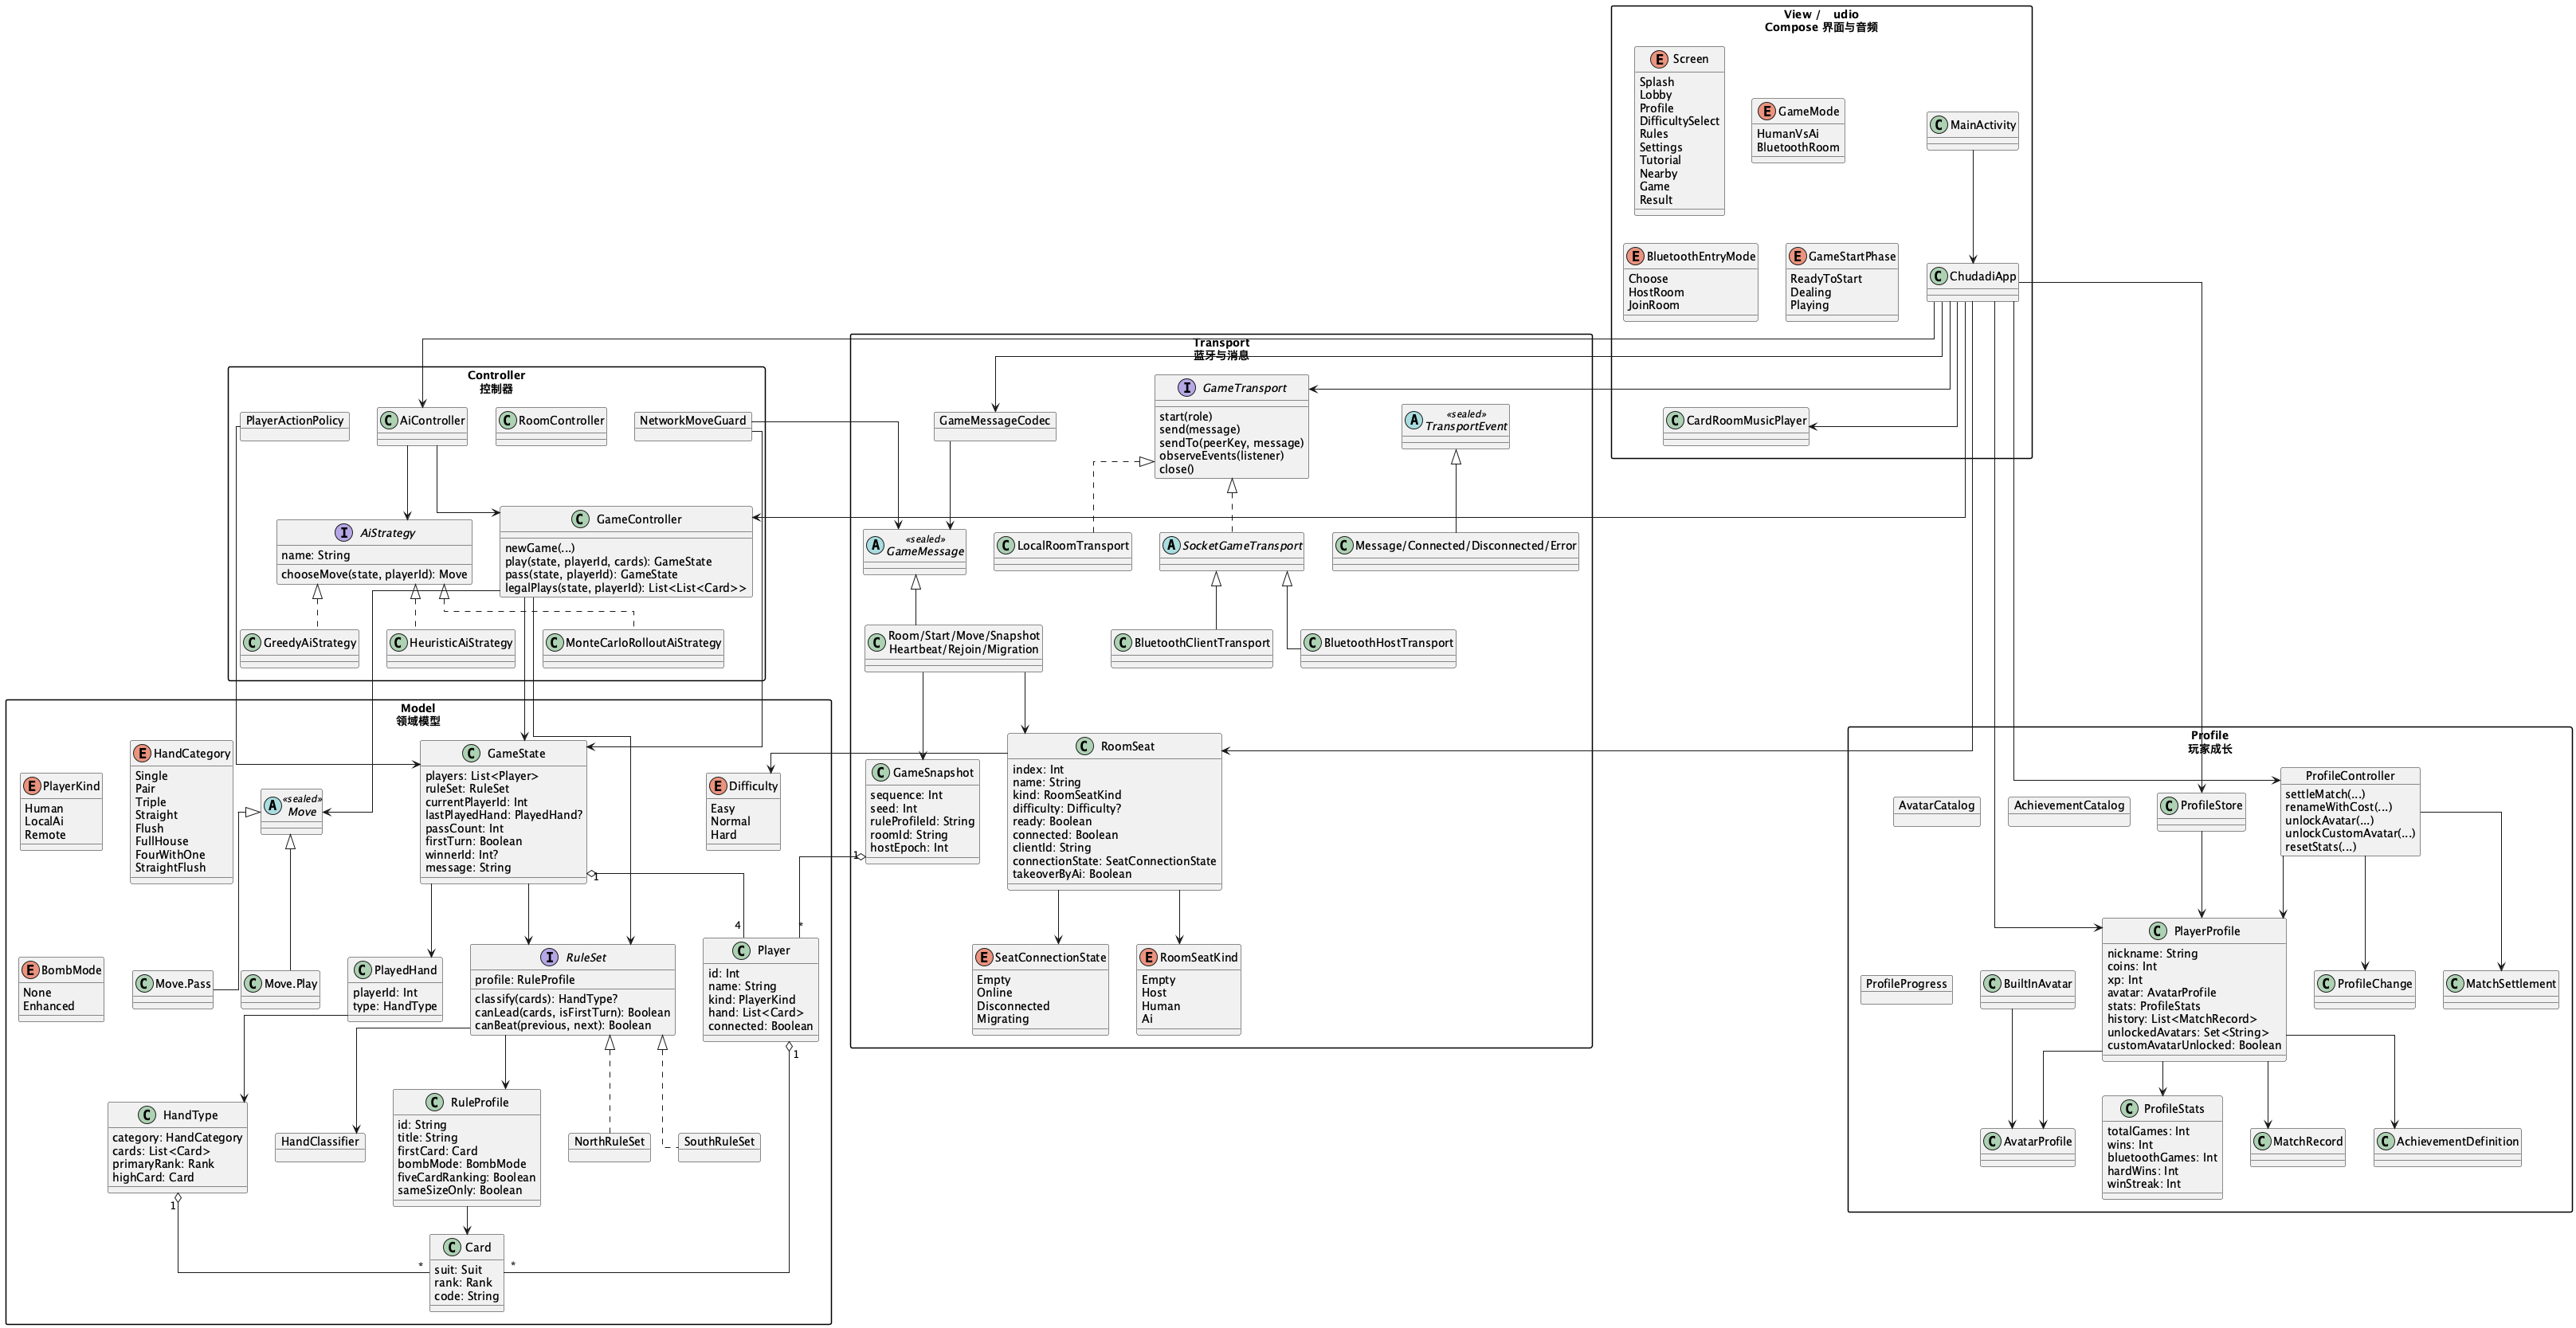 View / udio
Compose 界面与音频
E Screen
Splash
Lobby
Profile
DifficultySelect
Rules
Settings
Tutorial
Nearby
Game
Result
E GameMode
HumanVsAi
BluetoothRoom
C MainActivity
E BluetoothEntryMode
Choose
HostRoom
JoinRoom
E GameStartPhase
ReadyToStart
Dealing
Playing
C ChudadiApp
C CardRoomMusicPlayer
Controller
控制器
PlayerActionPolicy
C AiController
C RoomController
NetworkMoveGuard
I AiStrategy
name: String
chooseMove(state, playerId): Move
C GameController
newGame(...)
play(state, playerId, cards): GameState
pass(state, playerId): GameState
legalPlays(state, playerId): List<List<Card>>
C GreedyAiStrategy
C HeuristicAiStrategy
C MonteCarloRolloutAiStrategy
Transport
蓝牙与消息
GameMessageCodec
I GameTransport
start(role)
send(message)
sendTo(peerKey, message)
observeEvents(listener)
close()
A «sealed»
TransportEvent
A «sealed»
GameMessage
C LocalRoomTransport
A SocketGameTransport
C Message/Connected/Disconnected/Error
C Room/Start/Move/Snapshot
Heartbeat/Rejoin/Migration
C BluetoothClientTransport
C BluetoothHostTransport
C GameSnapshot
sequence: Int
seed: Int
ruleProfileId: String
roomId: String
hostEpoch: Int
C RoomSeat
index: Int
name: String
kind: RoomSeatKind
difficulty: Difficulty?
ready: Boolean
connected: Boolean
clientId: String
connectionState: SeatConnectionState
takeoverByAi: Boolean
E SeatConnectionState
Empty
Online
Disconnected
Migrating
E RoomSeatKind
Empty
Host
Human
Ai
Model
领域模型
E PlayerKind
Human
LocalAi
Remote
E HandCategory
Single
Pair
Triple
Straight
Flush
FullHouse
FourWithOne
StraightFlush
A «sealed»
Move
C GameState
players: List<Player>
ruleSet: RuleSet
currentPlayerId: Int
lastPlayedHand: PlayedHand?
passCount: Int
firstTurn: Boolean
winnerId: Int?
message: String
E Difficulty
Easy
Normal
Hard
1
1
4
*
E BombMode
None
Enhanced
C Move.Pass
C Move.Play
C PlayedHand
playerId: Int
type: HandType
I RuleSet
profile: RuleProfile
classify(cards): HandType?
canLead(cards, isFirstTurn): Boolean
canBeat(previous, next): Boolean
C Player
id: Int
name: String
kind: PlayerKind
hand: List<Card>
connected: Boolean
1
C HandType
category: HandCategory
cards: List<Card>
primaryRank: Rank
highCard: Card
1
HandClassifier
C RuleProfile
id: String
title: String
firstCard: Card
bombMode: BombMode
fiveCardRanking: Boolean
sameSizeOnly: Boolean
NorthRuleSet
SouthRuleSet
C Card
suit: Suit
rank: Rank
code: String
*
*
Profile
玩家成长
AvatarCatalog
AchievementCatalog
C ProfileStore
ProfileController
settleMatch(...)
renameWithCost(...)
unlockAvatar(...)
unlockCustomAvatar(...)
resetStats(...)
ProfileProgress
C BuiltInAvatar
C PlayerProfile
nickname: String
coins: Int
xp: Int
avatar: AvatarProfile
stats: ProfileStats
history: List<MatchRecord>
unlockedAvatars: Set<String>
customAvatarUnlocked: Boolean
C ProfileChange
C MatchSettlement
C AvatarProfile
C ProfileStats
totalGames: Int
wins: Int
bluetoothGames: Int
hardWins: Int
winStreak: Int
C MatchRecord
C AchievementDefinition